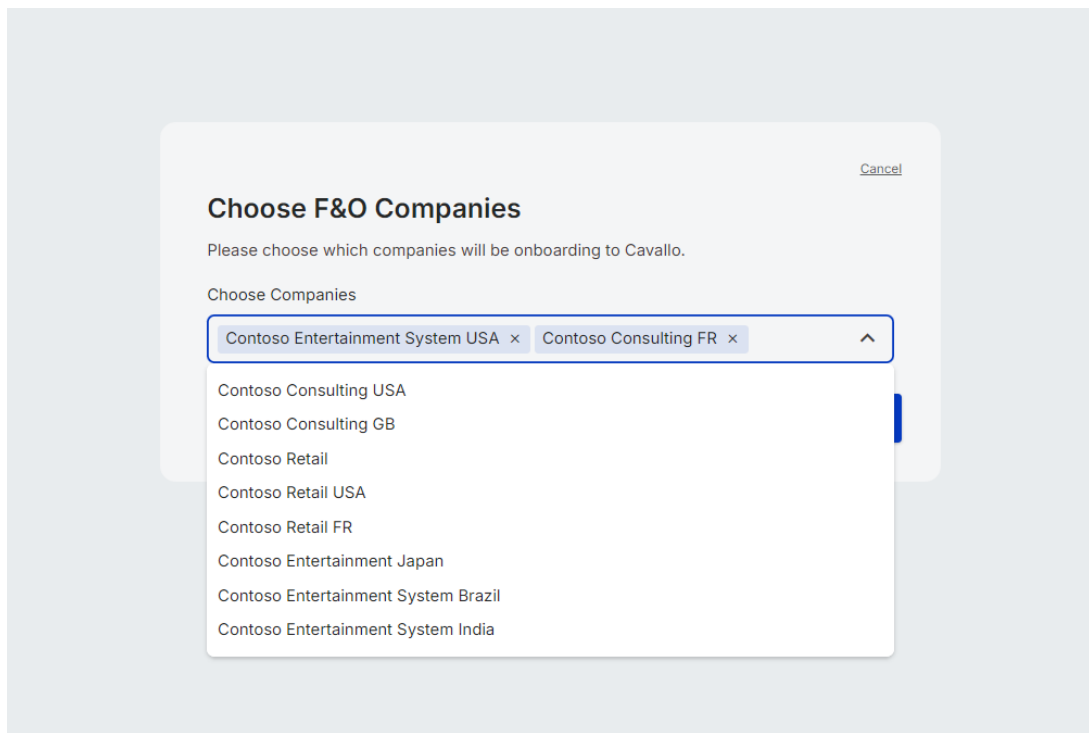 Cancel
Choose F&O Companies
Please choose which companies will be onboarding to Cavallo.
Choose Companies
Contoso Entertainment System USA × Contoso Consulting FR ×
Contoso Consulting USA
Contoso Consulting GB
Contoso Retail
Contoso Retail USA
Contoso Retail FR
Contoso Entertainment Japan
Contoso Entertainment System Brazil
Contoso Entertainment System India